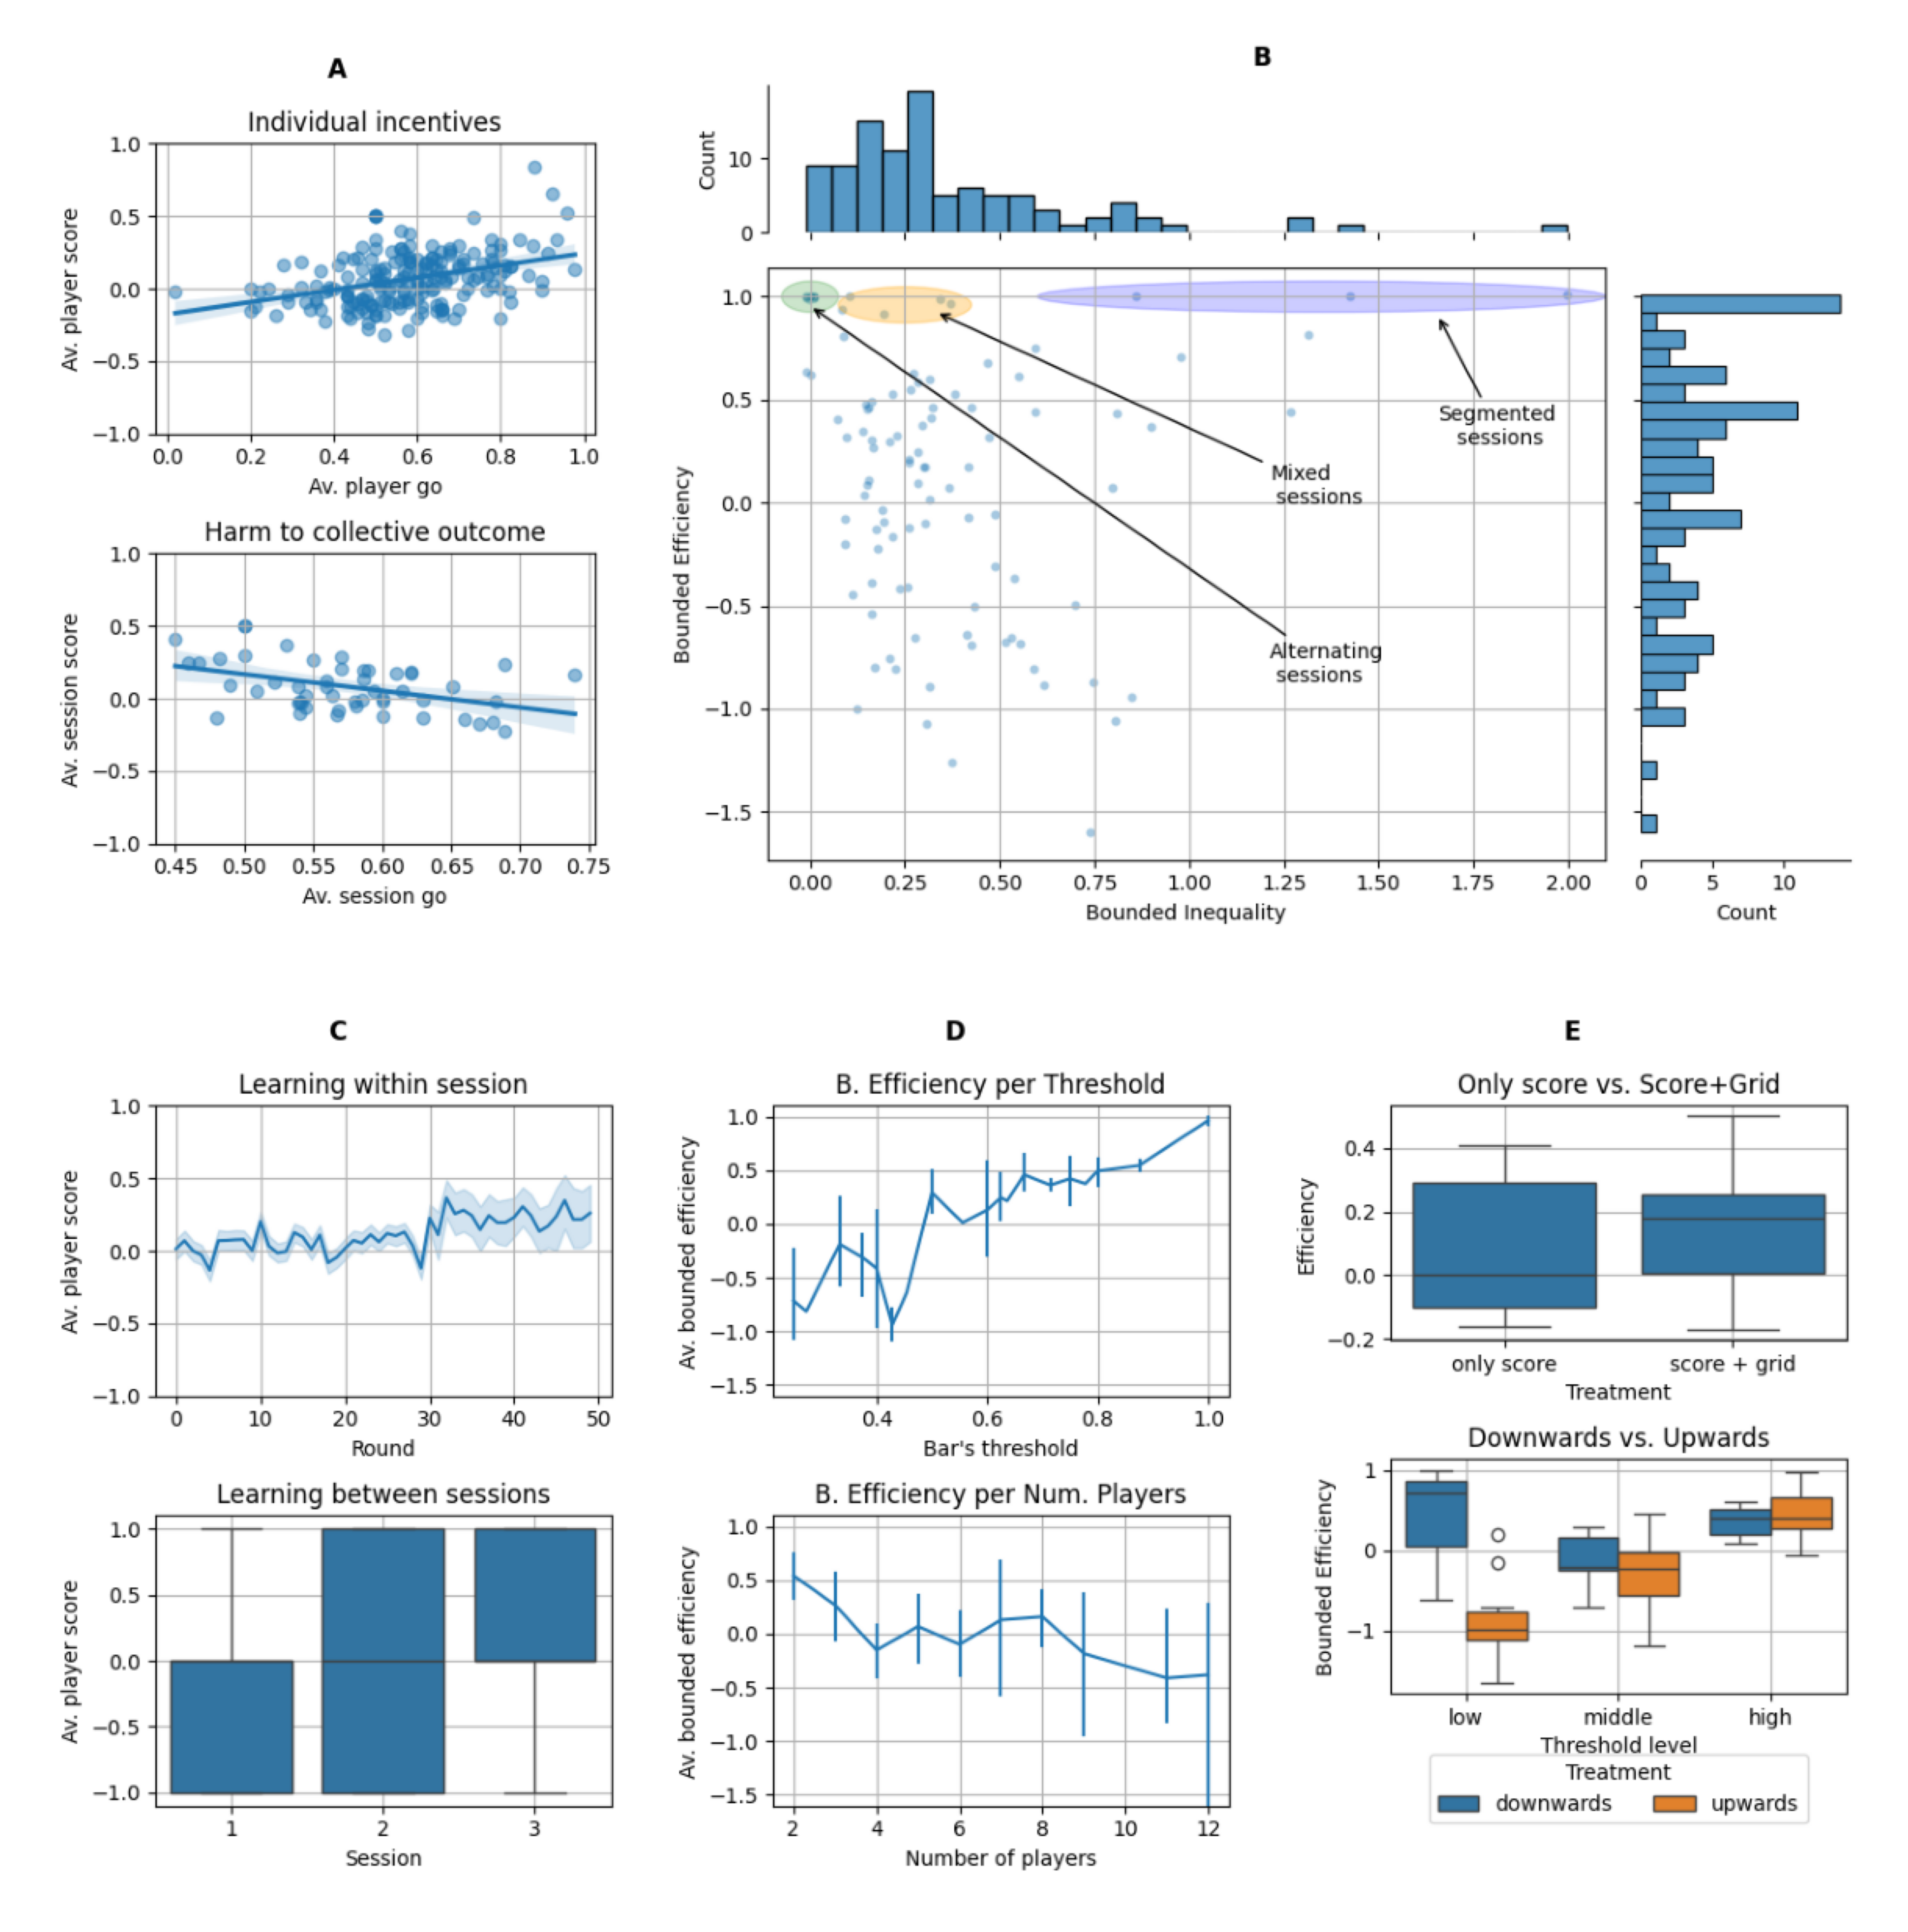 A
Individual incentives
1.0
0.5
0.0
−0.5
−1.0
Av. player score
0.0 0.2 0.4 0.6 0.8 1.0
Av. player go
Harm to collective outcome
1.0
0.5
0.0
−0.5
−1.0
Av. session score
0.45 0.50 0.55 0.60 0.65 0.70 0.75
Av. session go
B
Count
10
0
1.0
0.5
0.0
−0.5
−1.0
−1.5
Bounded Efficiency
Segmented
sessions
Mixed
sessions
Alternating
sessions
0.00 0.25 0.50 0.75 1.00 1.25 1.50 1.75 2.00
Bounded Inequality
0 5 10
Count
C
Learning within session
1.0
0.5
0.0
−0.5
−1.0
Av. player score
0 10 20 30 40 50
Round
Learning between sessions
1.0
0.5
0.0
−0.5
−1.0
Av. player score
1 2 3
Session
D
B. Efficiency per Threshold
1.0
0.5
0.0
−0.5
−1.0
−1.5
Av. bounded efficiency
0.4 0.6 0.8 1.0
Bar's threshold
B. Efficiency per Num. Players
1.0
0.5
0.0
−0.5
−1.0
−1.5
Av. bounded efficiency
2 4 6 8 10 12
Number of players
E
Only score vs. Score+Grid
0.4
0.2
0.0
−0.2
Efficiency
only score score + grid
Treatment
Downwards vs. Upwards
1
0
−1
Bounded Efficiency
low middle high
Threshold level
Treatment
downwards upwards